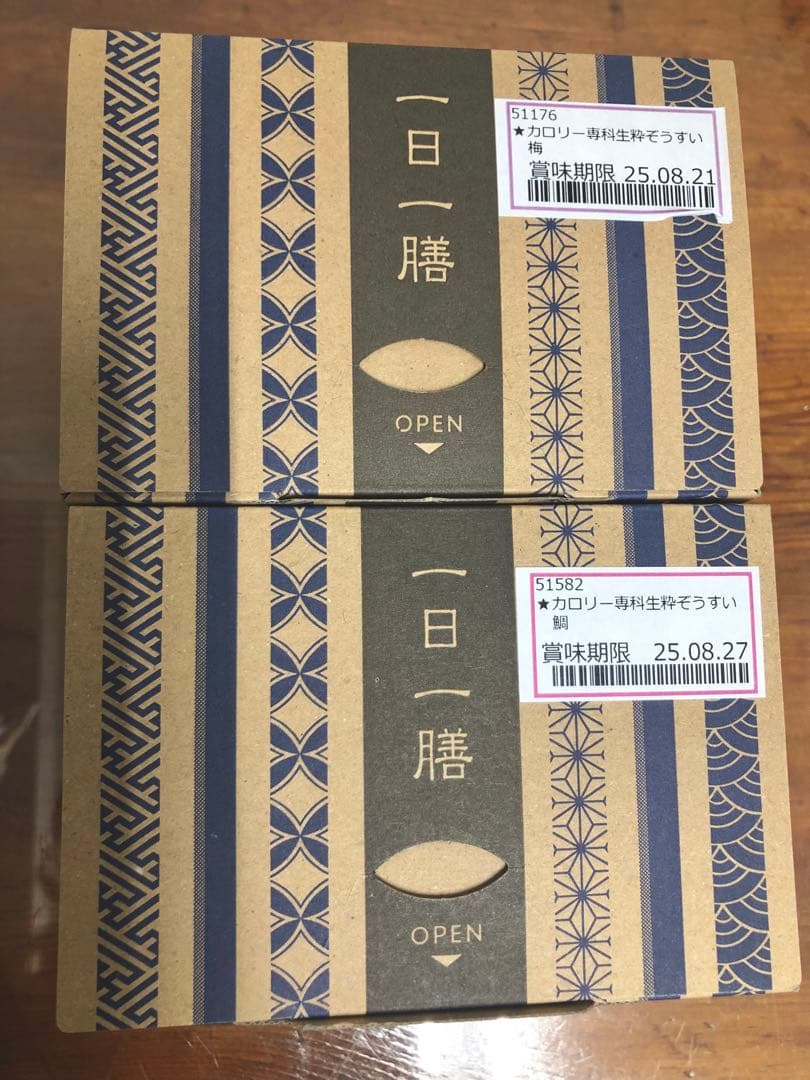 一日一膳
OPEN
51176
★カロリー専科生粋ぞうすい
梅
賞味期限 25.08.21
一日一膳
OPEN
51582
★カロリー専科生粋ぞうすい
鯛
賞味期限 25.08.27